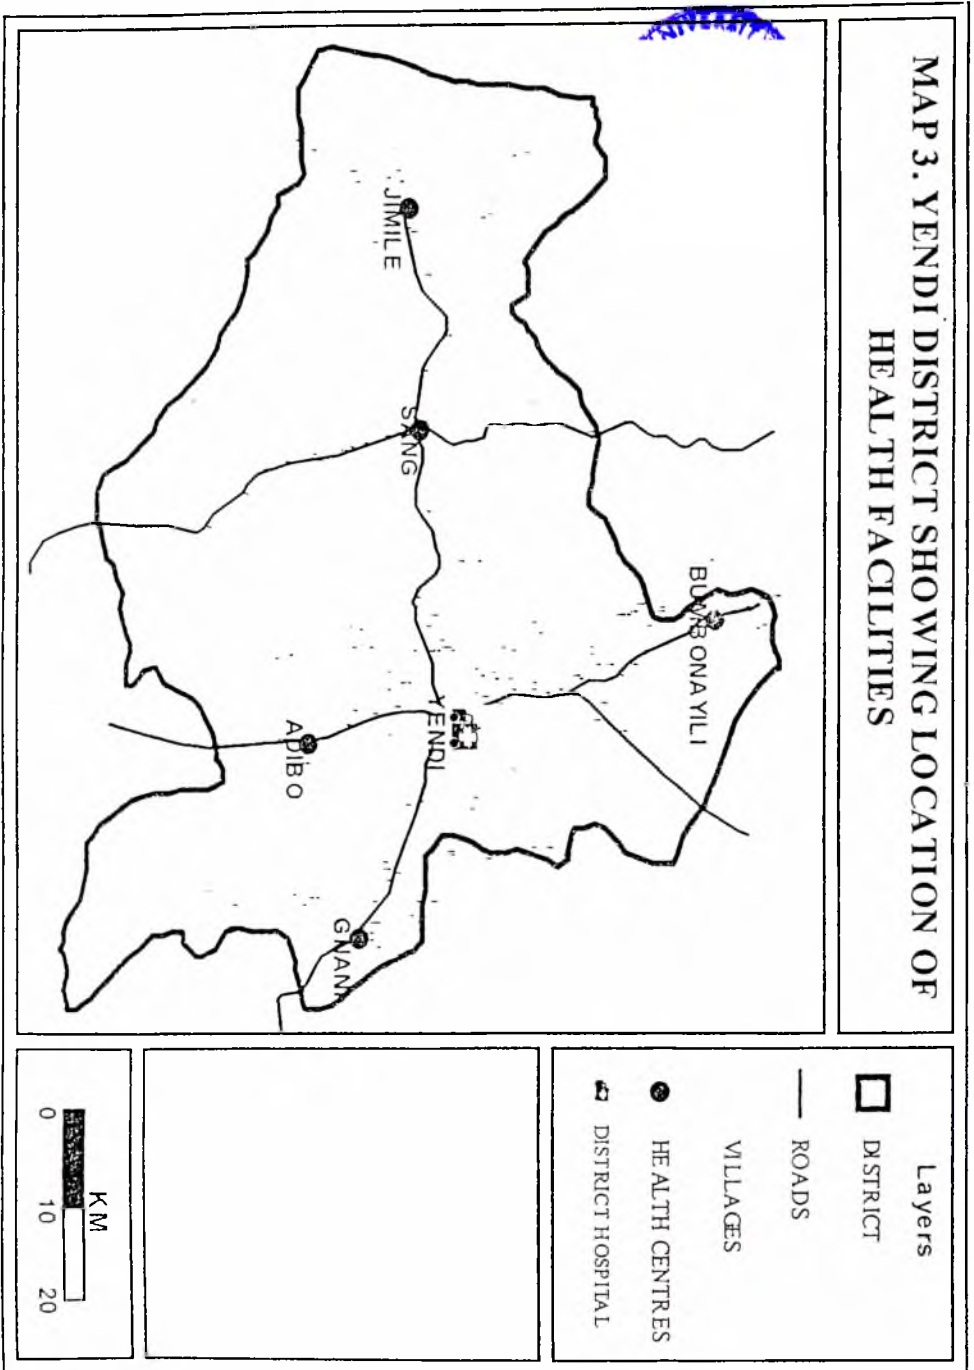 MAP 3. YENDI DISTRICT SHOWING LOCATION OF
HEALTH FACILITIES
BUMBONAYILI
JIMILE
SANG
YENDI
ADIBO
GNANI
Layers
DISTRICT
ROADS
VILLAGES
HEALTH CENTRES
DISTRICT HOSPITAL
KM
0 10 20